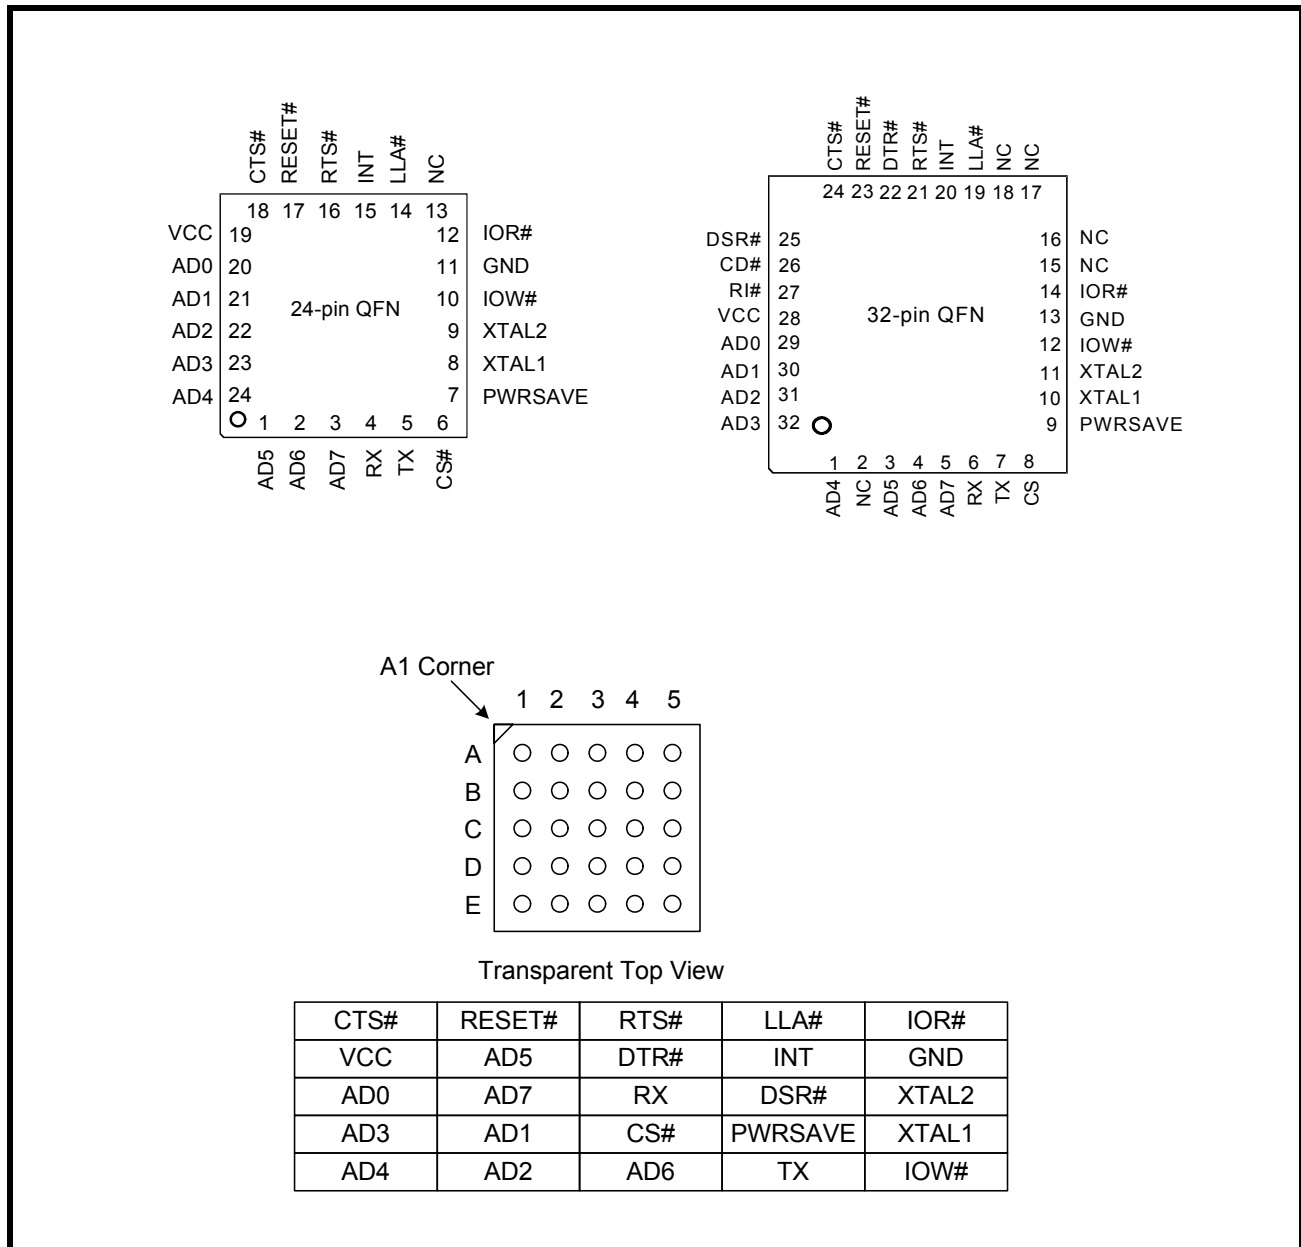 CTS# RESET# RTS# INT LLA# NC
18 17 16 15 14 13
VCC 19 12 IOR#
AD0 20 11 GND
AD1 21 24-pin QFN 10 IOW#
AD2 22 9 XTAL2
AD3 23 8 XTAL1
AD4 24 7 PWRSAVE
1 2 3 4 5 6
AD5 AD6 AD7 RX TX CS#
CTS# RESET# DTR# RTS# INT LLA# NC NC
24 23 22 21 20 19 18 17
DSR# 25 16 NC
CD# 26 15 NC
RI# 27 14 IOR#
VCC 28 32-pin QFN 13 GND
AD0 29 12 IOW#
AD1 30 11 XTAL2
AD2 31 10 XTAL1
AD3 32 9 PWRSAVE
1 2 3 4 5 6 7 8
AD4 NC AD5 AD6 AD7 RX TX CS
A1 Corner
1 2 3 4 5
A
B
C
D
E
Transparent Top View
CTS# RESET# RTS# LLA# IOR#
VCC AD5 DTR# INT GND
AD0 AD7 RX DSR# XTAL2
AD3 AD1 CS# PWRSAVE XTAL1
AD4 AD2 AD6 TX IOW#